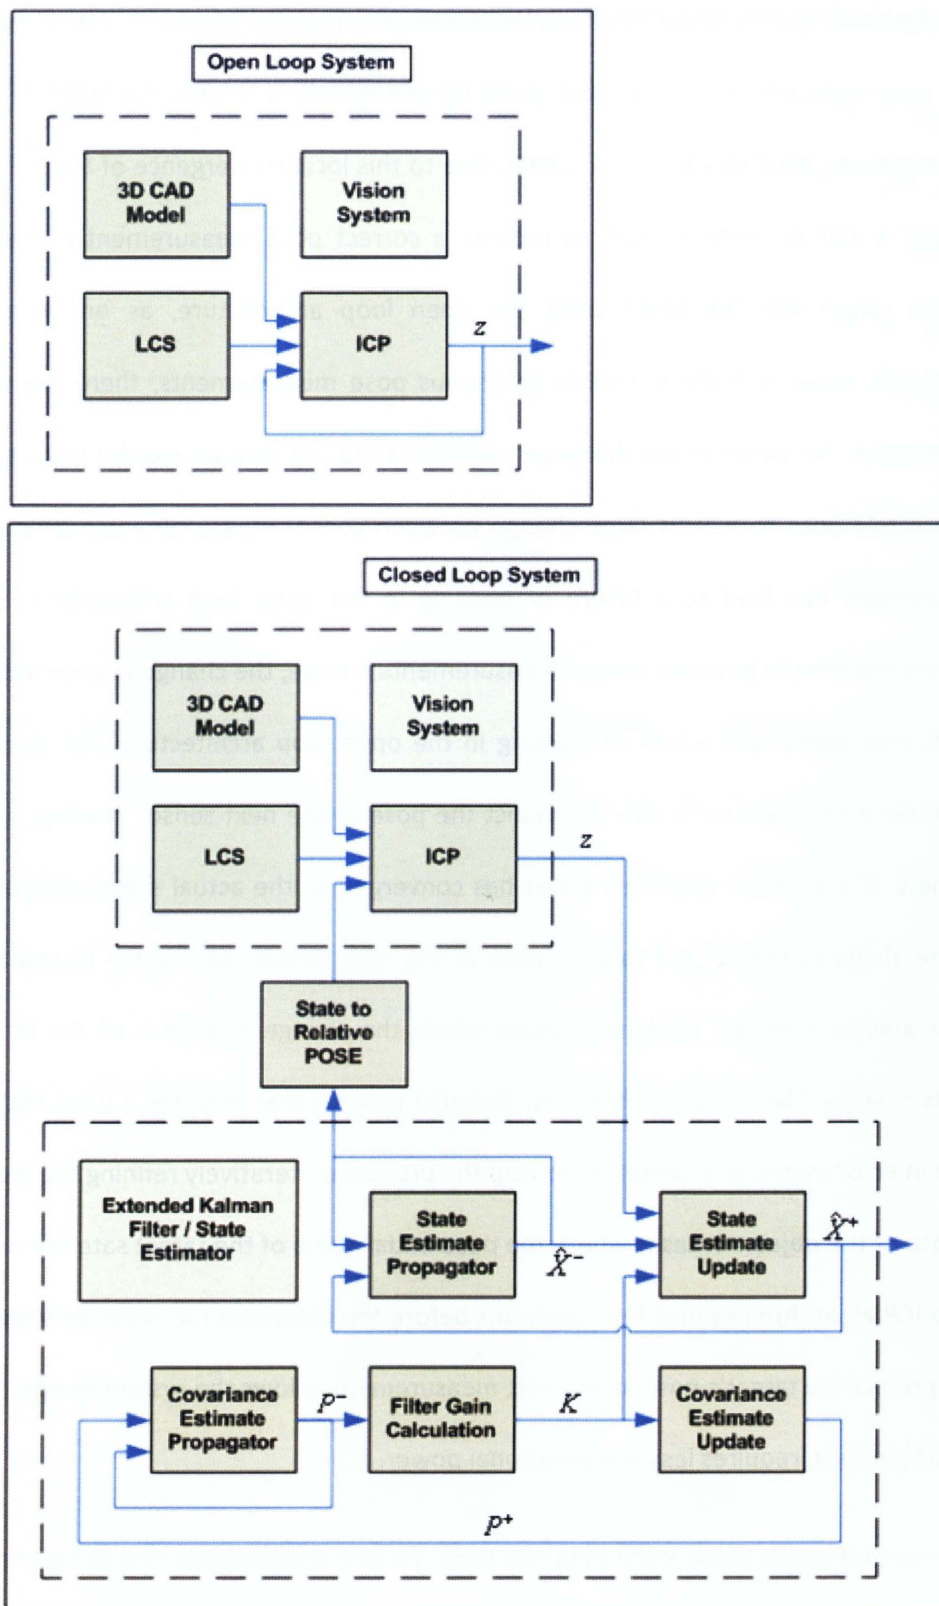 Open Loop System
3D CAD
Model
Vision
System
LCS
ICP
z
Closed Loop System
3D CAD
Model
Vision
System
LCS
ICP
z
State to
Relative
POSE
Extended Kalman
Filter / State
Estimator
State
Estimate
Propagator
X̂⁻
State
Estimate
Update
X̂⁺
Covariance
Estimate
Propagator
P⁻
Filter Gain
Calculation
K
Covariance
Estimate
Update
P⁺